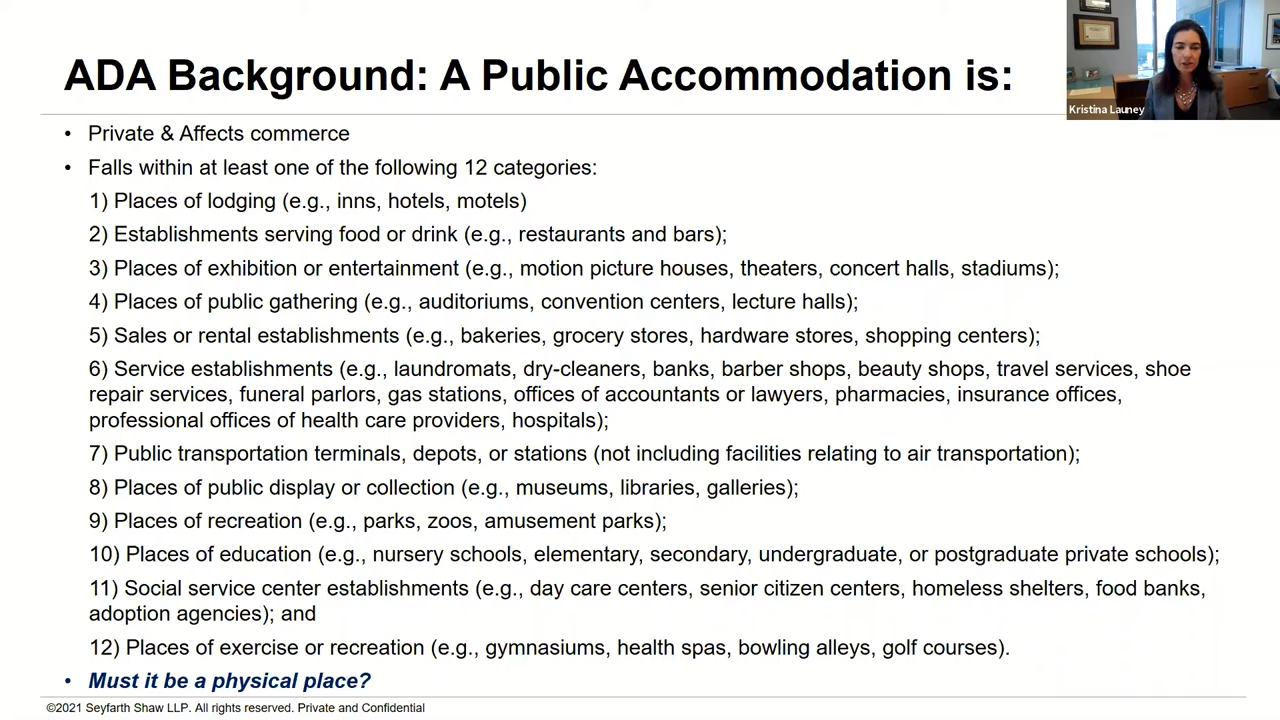 ADA Background: A Public Accommodation is:
Kristina Launey
• Private & Affects commerce
• Falls within at least one of the following 12 categories:
1) Places of lodging (e.g., inns, hotels, motels)
2) Establishments serving food or drink (e.g., restaurants and bars);
3) Places of exhibition or entertainment (e.g., motion picture houses, theaters, concert halls, stadiums);
4) Places of public gathering (e.g., auditoriums, convention centers, lecture halls);
5) Sales or rental establishments (e.g., bakeries, grocery stores, hardware stores, shopping centers);
6) Service establishments (e.g., laundromats, dry-cleaners, banks, barber shops, beauty shops, travel services, shoe
repair services, funeral parlors, gas stations, offices of accountants or lawyers, pharmacies, insurance offices,
professional offices of health care providers, hospitals);
7) Public transportation terminals, depots, or stations (not including facilities relating to air transportation);
8) Places of public display or collection (e.g., museums, libraries, galleries);
9) Places of recreation (e.g., parks, zoos, amusement parks);
10) Places of education (e.g., nursery schools, elementary, secondary, undergraduate, or postgraduate private schools);
11) Social service center establishments (e.g., day care centers, senior citizen centers, homeless shelters, food banks,
adoption agencies); and
12) Places of exercise or recreation (e.g., gymnasiums, health spas, bowling alleys, golf courses).
• Must it be a physical place?
©2021 Seyfarth Shaw LLP. All rights reserved. Private and Confidential